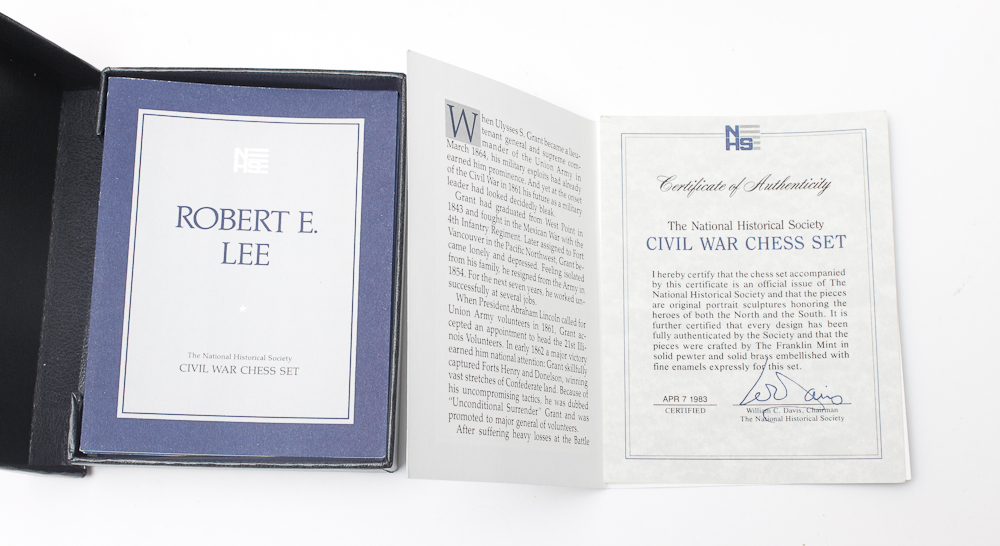 NHS
ROBERT E.
LEE
The National Historical Society
CIVIL WAR CHESS SET
When Ulysses S. Grant became a lieu-
tenant general and supreme com-
mander of the Union Army in
March 1864, his military exploits had already
earned him prominence. And yet at the onset
of the Civil War in 1861 his future as a military
leader had looked decidedly bleak.
Grant had graduated from West Point in
1843 and fought in the Mexican War with the
4th Infantry Regiment. Later assigned to Fort
Vancouver in the Pacific Northwest, Grant be-
came lonely and depressed. Feeling isolated
from his family, he resigned from the Army in
1854. For the next seven years, he worked un-
successfully at several jobs.
When President Abraham Lincoln called for
Union Army volunteers in 1861, Grant ac-
cepted an appointment to head the 21st Illi-
nois Volunteers. In early 1862 a major victory
earned him national attention: Grant skillfully
captured Forts Henry and Donelson, winning
vast stretches of Confederate land. Because of
his uncompromising tactics, he was dubbed
"Unconditional Surrender" Grant and was
promoted to major general of volunteers.
After suffering heavy losses at the Battle
NHS
Certificate of Authenticity
The National Historical Society
CIVIL WAR CHESS SET
I hereby certify that the chess set accompanied
by this certificate is an official issue of The
National Historical Society and that the pieces
are original portrait sculptures honoring the
heroes of both the North and the South. It is
further certified that every design has been
fully authenticated by the Society and that the
pieces were crafted by The Franklin Mint in
solid pewter and solid brass embellished with
fine enamels expressly for this set.
APR 7 1983
CERTIFIED
William C. Davis, Chairman
The National Historical Society